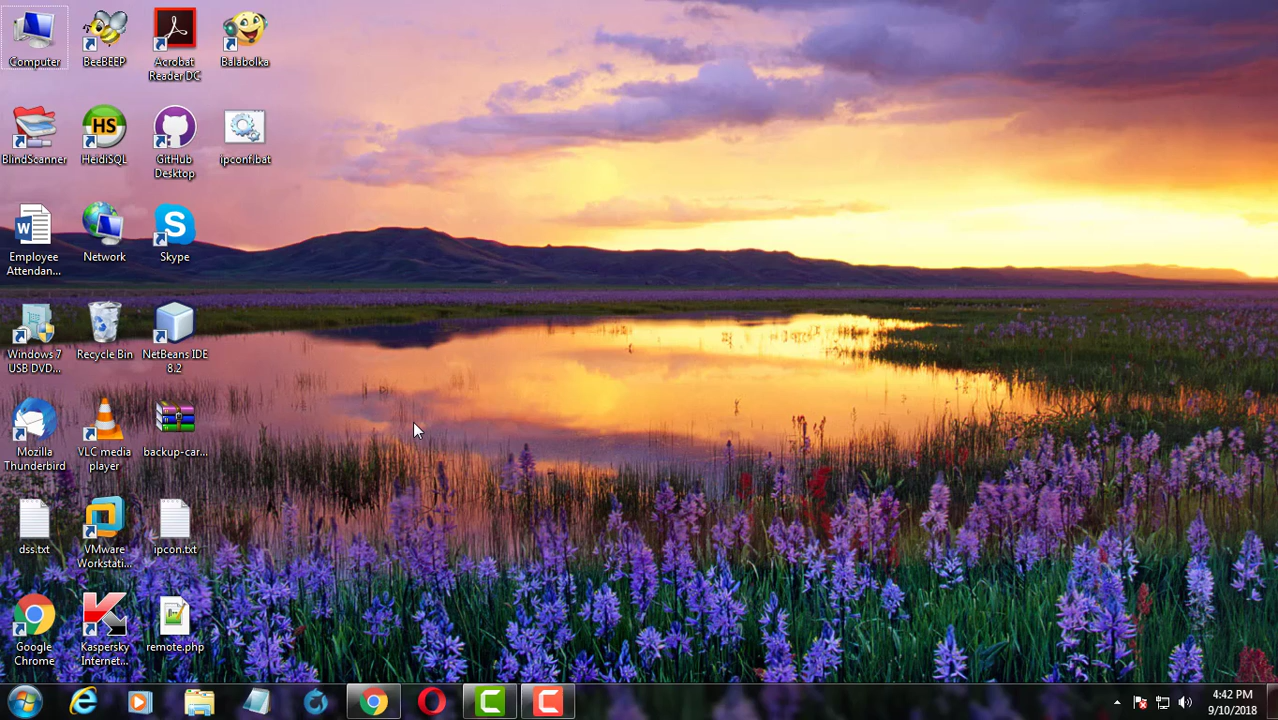 Computer
BeeBEEP
Acrobat
Reader DC
Balabolka
BlindScanner
HS
HeidiSQL
GitHub
Desktop
ipconf.bat
W
Employee
Attendan...
Network
S
Skype
Windows 7
USB DVD...
Recycle Bin
NetBeans IDE
8.2
Mozilla
Thunderbird
VLC media
player
backup-car...
dss.txt
VMware
Workstati...
ipcon.txt
Google
Chrome
Kaspersky
Internet...
remote.php
4:42 PM
9/10/2018